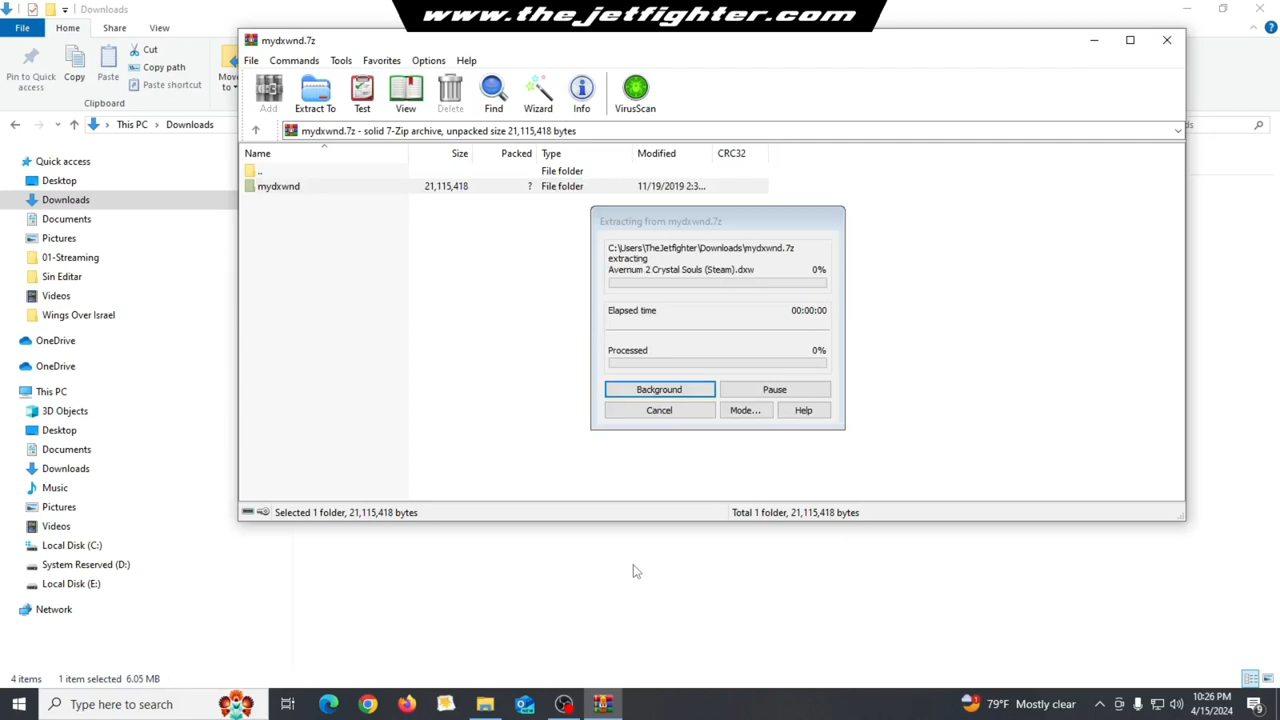 www.thejetfighter.com
Downloads
File Home Share View
Pin to Quick access
Copy
Paste
Cut
Copy path
Paste shortcut
Move to
Clipboard
This PC > Downloads
Quick access
Desktop
Downloads
Documents
Pictures
01-Streaming
Sin Editar
Videos
Wings Over Israel
OneDrive
OneDrive
This PC
3D Objects
Desktop
Documents
Downloads
Music
Pictures
Videos
Local Disk (C:)
System Reserved (D:)
Local Disk (E:)
Network
4 items 1 item selected 6.05 MB
mydxwnd.7z
File Commands Tools Favorites Options Help
Add Extract To Test View Delete Find Wizard Info VirusScan
mydxwnd.7z - solid 7-Zip archive, unpacked size 21,115,418 bytes
Name Size Packed Type Modified CRC32
.. File folder
mydxwnd 21,115,418 ? File folder 11/19/2019 2:3...
Extracting from mydxwnd.7z
C:\Users\TheJetfighter\Downloads\mydxwnd.7z
extracting
Avernum 2 Crystal Souls (Steam).dxw 0%
Elapsed time 00:00:00
Processed 0%
Background Pause
Cancel Mode... Help
Selected 1 folder, 21,115,418 bytes
Total 1 folder, 21,115,418 bytes
Type here to search
79°F Mostly clear
10:26 PM
4/15/2024